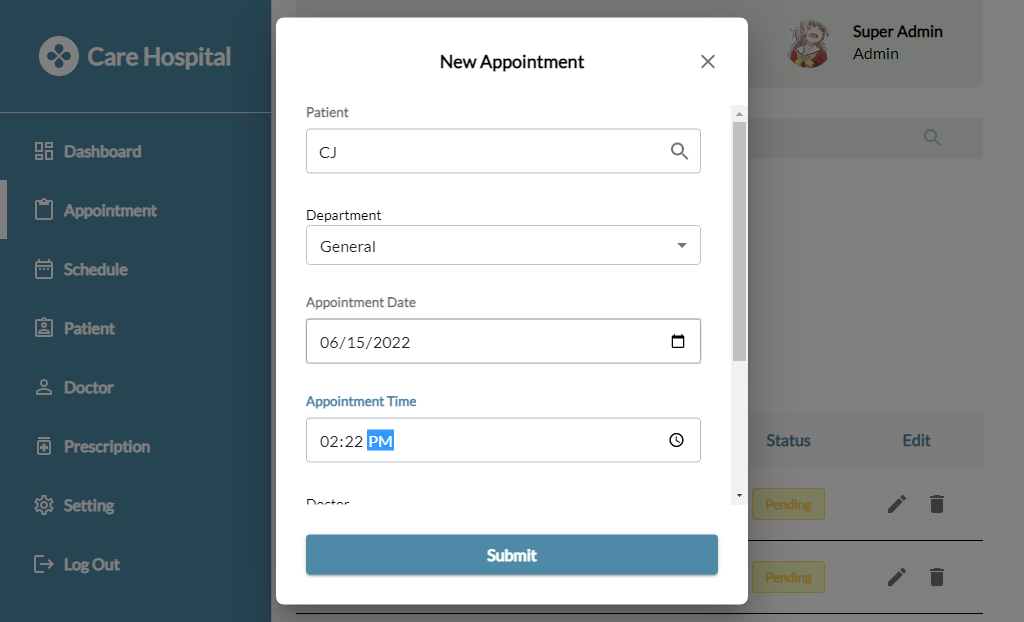 Care Hospital
Dashboard
Appointment
Schedule
Patient
Doctor
Prescription
Setting
Log Out
Super Admin
Admin
New Appointment
Patient
CJ
Department
General
Appointment Date
06/15/2022
Appointment Time
02:22 PM
Doctor
Submit
Status Edit
Pending
Pending